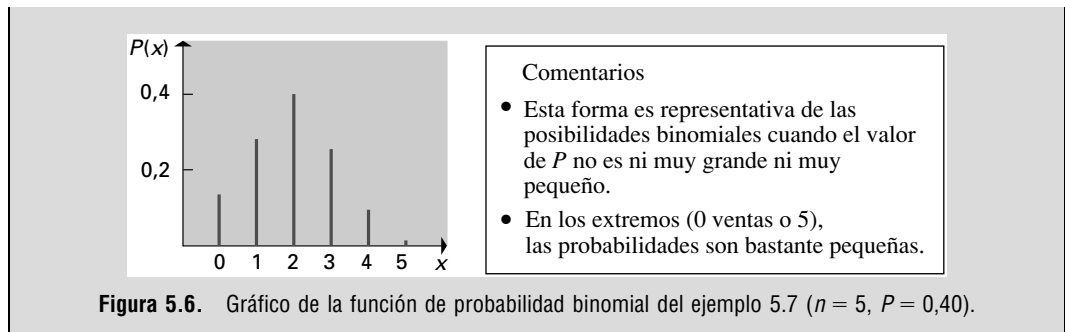 P(x)
0,4
0,2
0 1 2 3 4 5 x
Comentarios
• Esta forma es representativa de las
posibilidades binomiales cuando el valor
de P no es ni muy grande ni muy
pequeño.
• En los extremos (0 ventas o 5),
las probabilidades son bastante pequeñas.
Figura 5.6. Gráfico de la función de probabilidad binomial del ejemplo 5.7 (n = 5, P = 0,40).